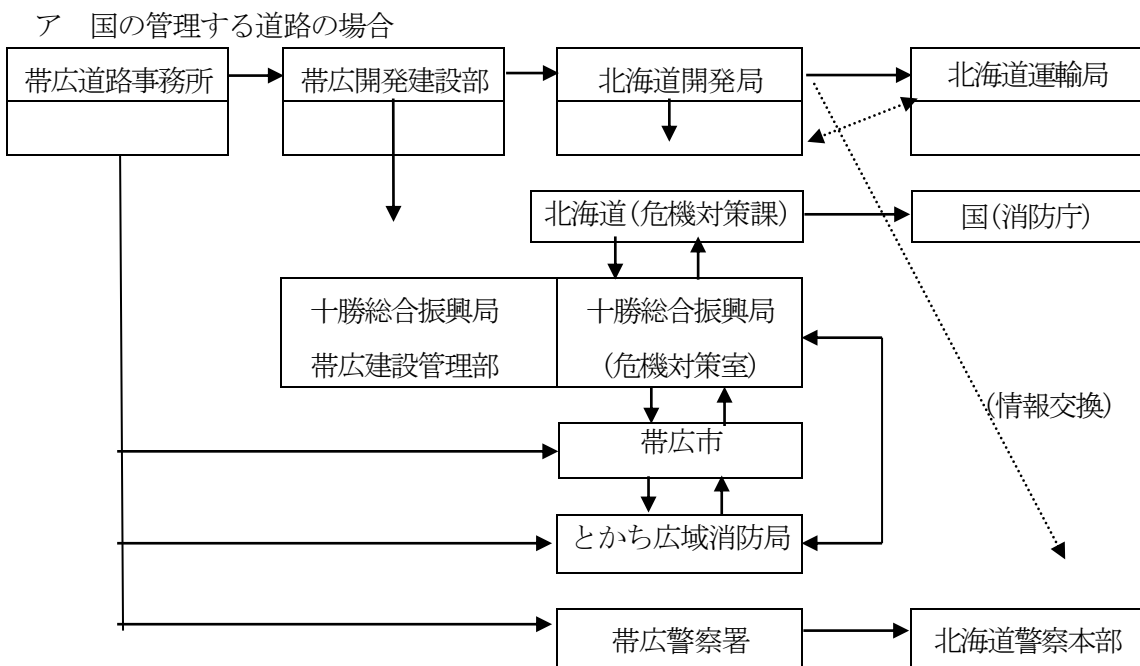 ア　国の管理する道路の場合
帯広道路事務所
帯広開発建設部
北海道開発局
北海道運輸局
北海道(危機対策課)
国(消防庁)
十勝総合振興局
帯広建設管理部
十勝総合振興局
(危機対策室)
(情報交換)
帯広市
とかち広域消防局
帯広警察署
北海道警察本部